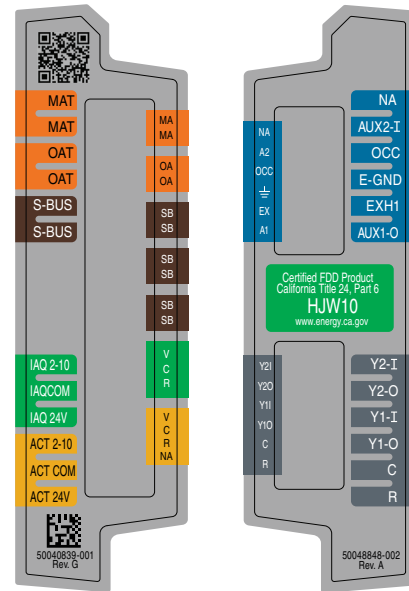 MAT
MAT
OAT
OAT
S-BUS
S-BUS
IAQ 2-10
IAQCOM
IAQ 24V
ACT 2-10
ACT COM
ACT 24V
50040839-001
Rev. G
MA
MA
OA
OA
SB
SB
SB
SB
SB
SB
V
C
R
V
C
R
NA
NA
A2
OCC
EX
A1
Certified FDD Product
California Title 24, Part 6
HJW10
www.energy.ca.gov
Y2I
Y2O
Y1I
Y1O
C
R
NA
AUX2-I
OCC
E-GND
EXH1
AUX1-O
Y2-I
Y2-O
Y1-I
Y1-O
C
R
50048848-002
Rev. A